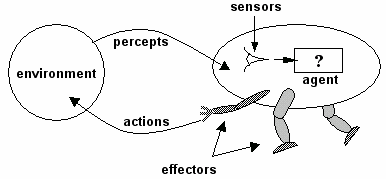 sensors
percepts
?
environment
agent
actions
effectors